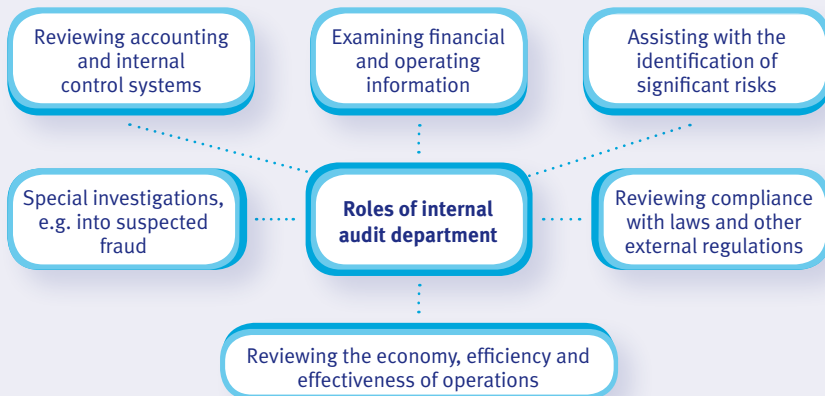 Reviewing accounting
and internal
control systems
Examining financial
and operating
information
Assisting with the
identification of
significant risks
Special investigations,
e.g. into suspected
fraud
Roles of internal
audit department
Reviewing compliance
with laws and other
external regulations
Reviewing the economy, efficiency and
effectiveness of operations